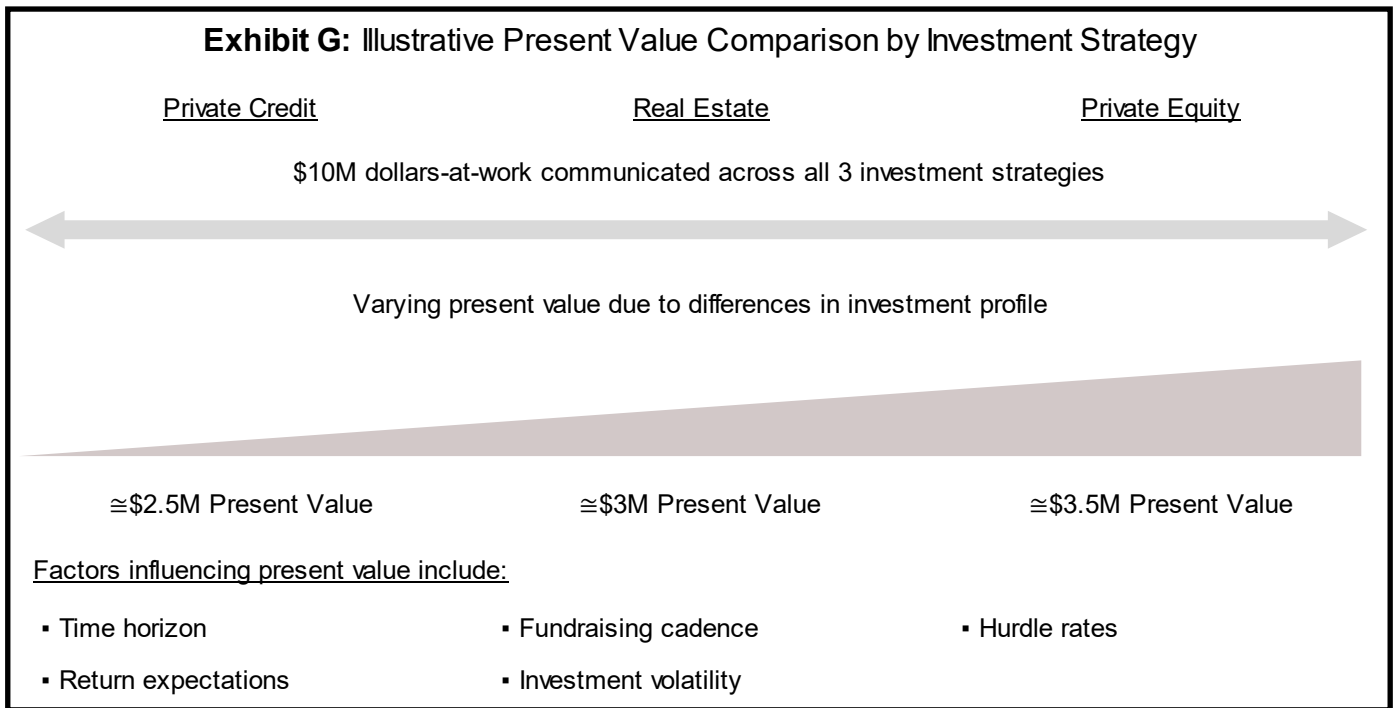 Exhibit G: Illustrative Present Value Comparison by Investment Strategy
Private Credit
Real Estate
Private Equity
$10M dollars-at-work communicated across all 3 investment strategies
Varying present value due to differences in investment profile
≅$2.5M Present Value
≅$3M Present Value
≅$3.5M Present Value
Factors influencing present value include:
▪ Time horizon
▪ Fundraising cadence
▪ Hurdle rates
▪ Return expectations
▪ Investment volatility